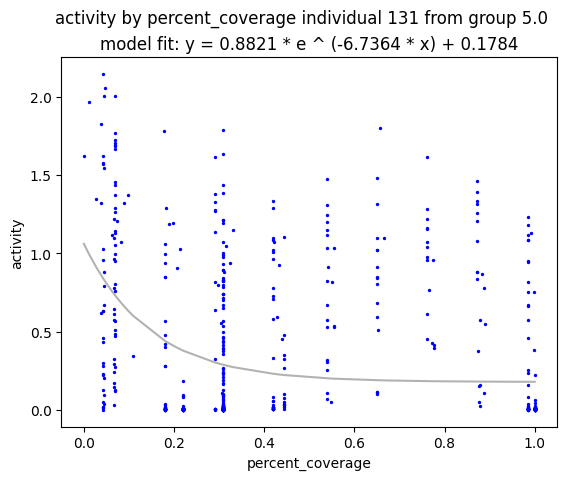 activity by percent_coverage individual 131 from group 5.0
model fit: y = 0.8821 * e ^ (-6.7364 * x) + 0.1784
2.0
1.5
activity
1.0
0.5
0.0
0.0 0.2 0.4 0.6 0.8 1.0
percent_coverage